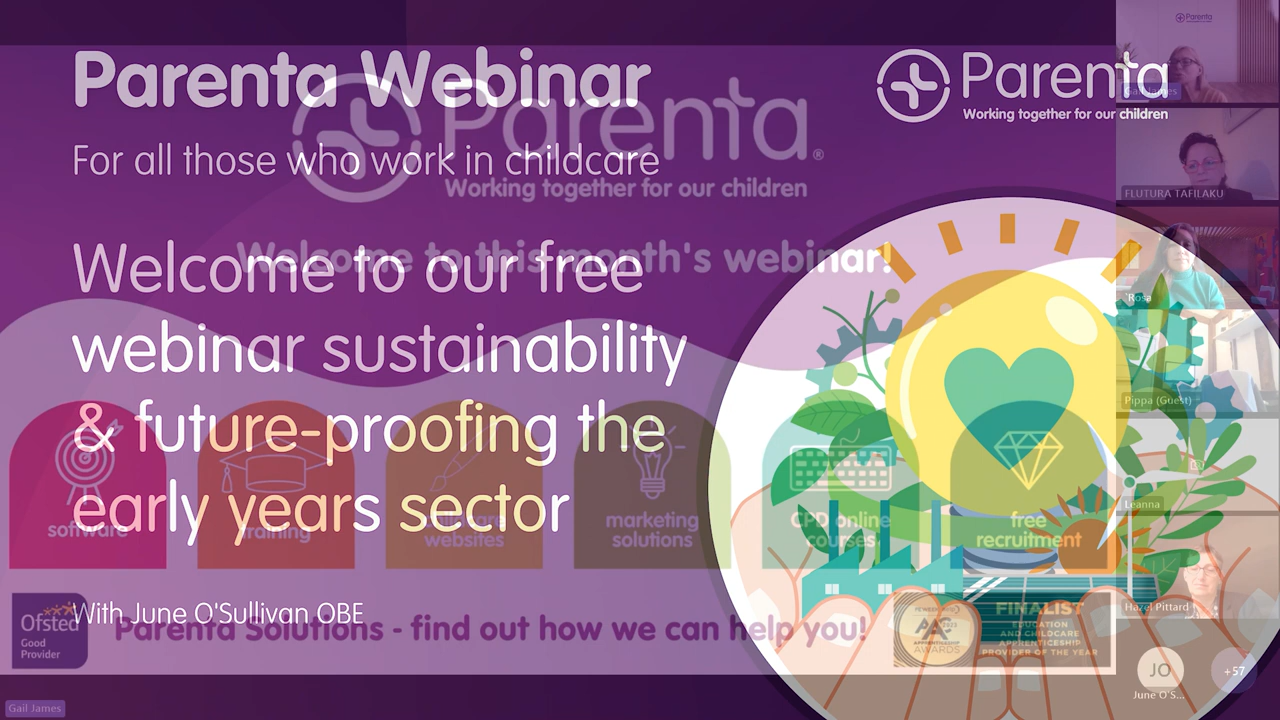 Parenta Webinar
For all those who work in childcare
Welcome to our free
webinar sustainability
& future-proofing the
early years sector
With June O'Sullivan OBE
Parenta
Working together for our children
Parenta®
Working together for our children
Welcome to this month's webinar!
software
training
childcare
websites
marketing
solutions
CPD online
courses
free
recruitment
Ofsted
Good
Provider
Parenta Solutions - find out how we can help you!
AWARDS
FINALIST
EDUCATION
AND CHILDCARE
APPRENTICESHIP
PROVIDER OF THE YEAR
Parenta
Gail James
FLUTURA TAFILAKU
`Rosa
Pippa (Guest)
Leanna
Hazel Pittard
JO
June O'S...
+57
Gail James